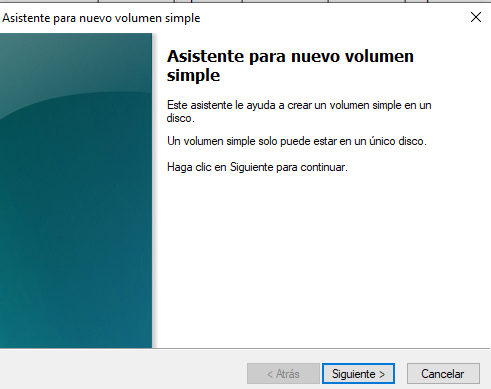 Asistente para nuevo volumen simple
Asistente para nuevo volumen
simple
Este asistente le ayuda a crear un volumen simple en un
disco.
Un volumen simple solo puede estar en un único disco.
Haga clic en Siguiente para continuar.
< Atrás
Siguiente >
Cancelar